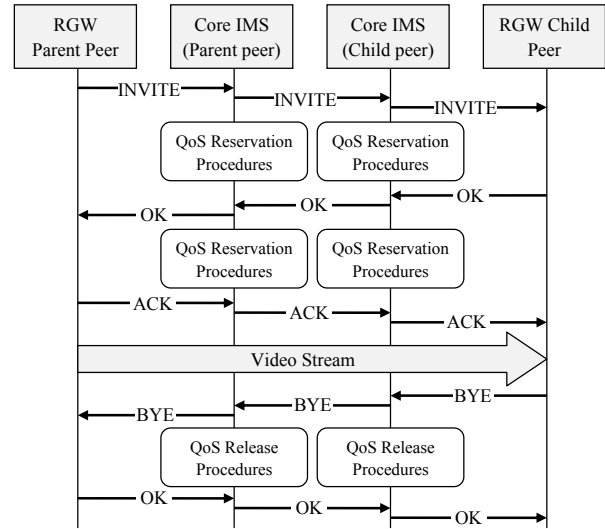 RGW
Parent Peer
Core IMS
(Parent peer)
Core IMS
(Child peer)
RGW Child
Peer
INVITE
INVITE
INVITE
QoS Reservation
Procedures
QoS Reservation
Procedures
OK
OK
OK
QoS Reservation
Procedures
QoS Reservation
Procedures
ACK
ACK
ACK
Video Stream
BYE
BYE
BYE
QoS Release
Procedures
QoS Release
Procedures
OK
OK
OK